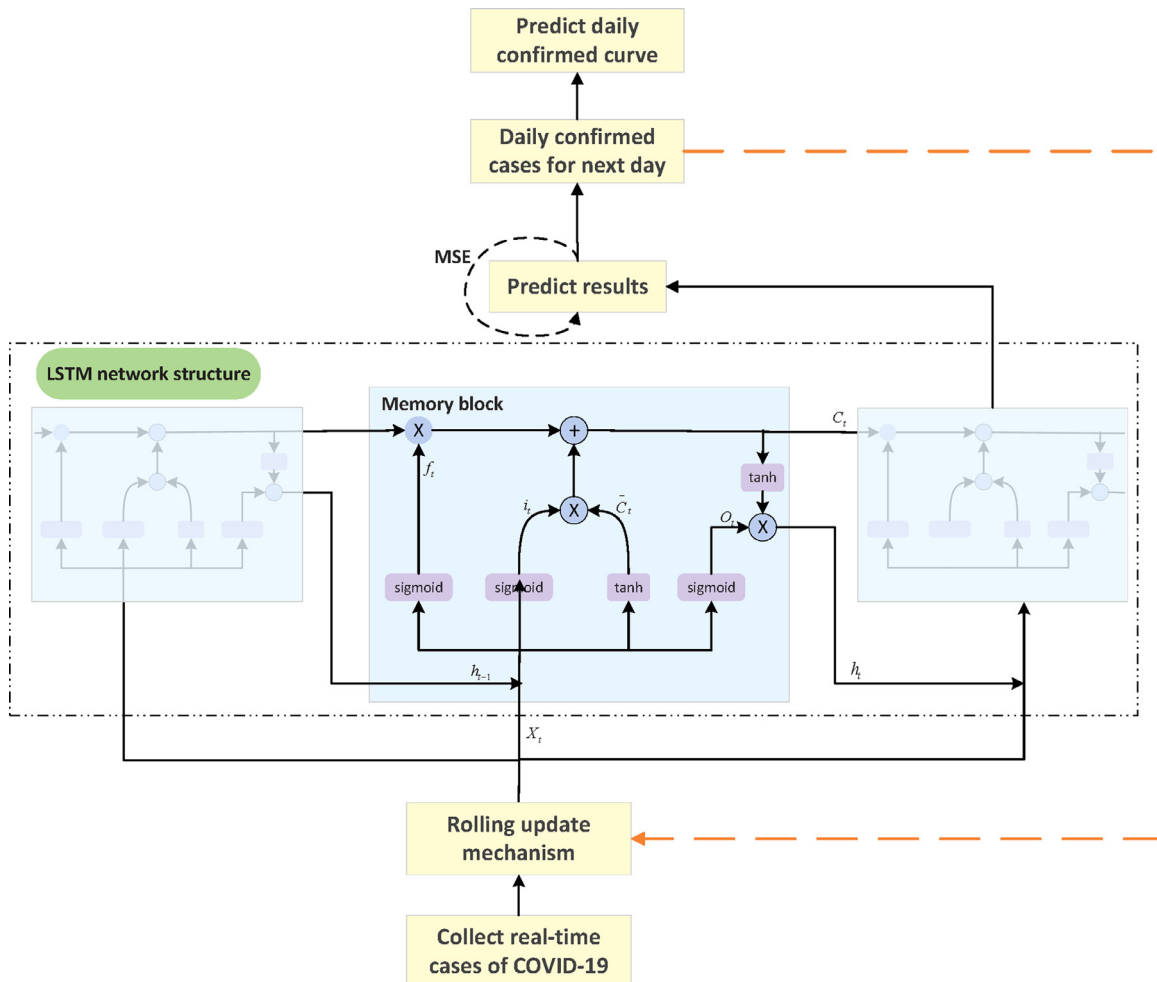 Predict daily
confirmed curve
Daily confirmed
cases for next day
MSE
Predict results
LSTM network structure
Memory block
X
+
C_t
f_t
tanh
i_t
X
C̄_t
O_t
X
sigmoid
sigmoid
tanh
sigmoid
h_{t−1}
h_t
X_t
Rolling update
mechanism
Collect real-time
cases of COVID-19